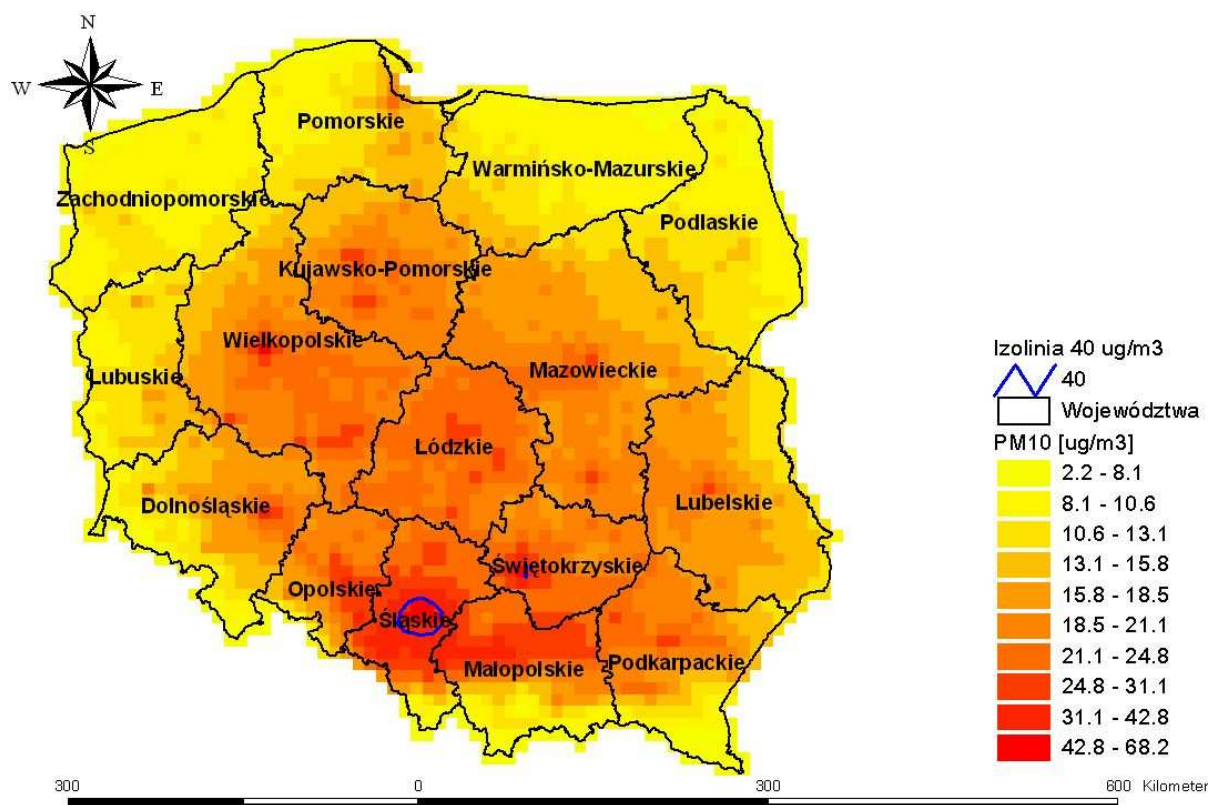 N
W E
S
Pomorskie
Warmińsko-Mazurskie
Zachodniopomorskie
Podlaskie
Kujawsko-Pomorskie
Wielkopolskie
Mazowieckie
Lubuskie
Łódzkie
Dolnośląskie
Lubelskie
Świętokrzyskie
Opolskie
Śląskie
Małopolskie
Podkarpackie
Izolinia 40 ug/m3
40
Województwa
PM10 [ug/m3]
2.2 - 8.1
8.1 - 10.6
10.6 - 13.1
13.1 - 15.8
15.8 - 18.5
18.5 - 21.1
21.1 - 24.8
24.8 - 31.1
31.1 - 42.8
42.8 - 68.2
300 0 300 600 Kilometer